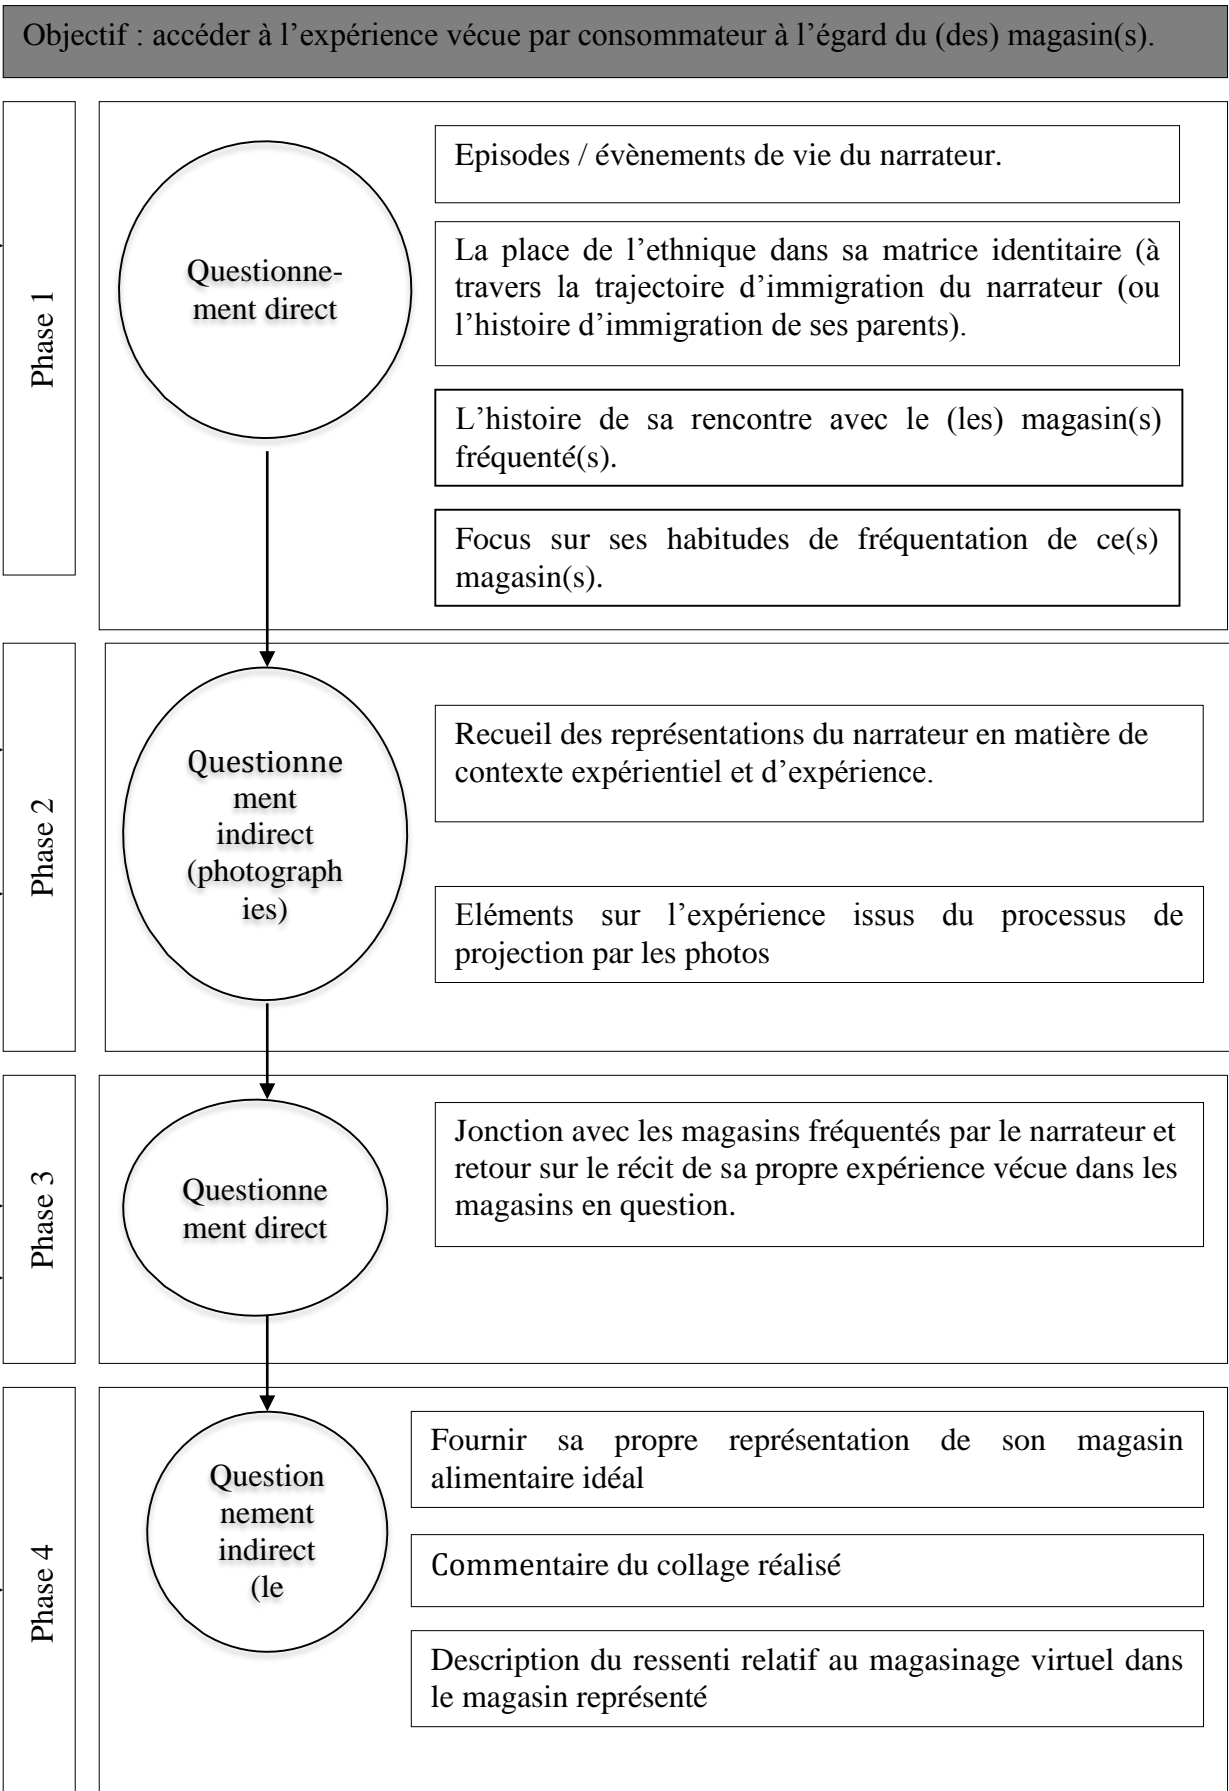 Objectif : accéder à l’expérience vécue par consommateur à l’égard du (des) magasin(s).
Phase 1
Questionne-
ment direct
Episodes / évènements de vie du narrateur.
La place de l’ethnique dans sa matrice identitaire (à
travers la trajectoire d’immigration du narrateur (ou
l’histoire d’immigration de ses parents).
L’histoire de sa rencontre avec le (les) magasin(s)
fréquenté(s).
Focus sur ses habitudes de fréquentation de ce(s)
magasin(s).
Phase 2
Questionne
ment
indirect
(photograph
ies)
Recueil des représentations du narrateur en matière de
contexte expérientiel et d’expérience.
Eléments sur l’expérience issus du processus de
projection par les photos
Phase 3
Questionne
ment direct
Jonction avec les magasins fréquentés par le narrateur et
retour sur le récit de sa propre expérience vécue dans les
magasins en question.
Phase 4
Question
nement
indirect
(le
Fournir sa propre représentation de son magasin
alimentaire idéal
Commentaire du collage réalisé
Description du ressenti relatif au magasinage virtuel dans
le magasin représenté